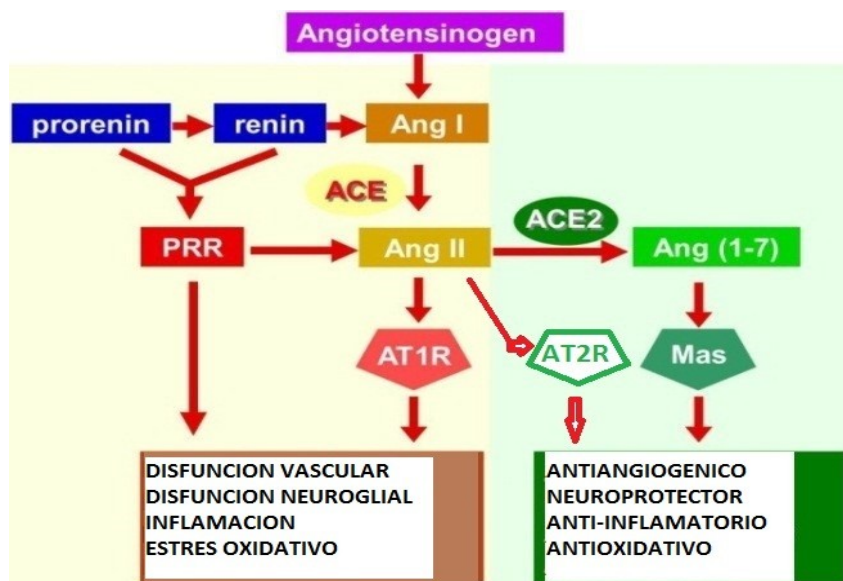 Angiotensinogen
prorenin
renin
Ang I
ACE
ACE2
PRR
Ang II
Ang (1-7)
AT1R
AT2R
Mas
DISFUNCION VASCULAR
DISFUNCION NEUROGLIAL
INFLAMACION
ESTRES OXIDATIVO
ANTIANGIOGENICO
NEUROPROTECTOR
ANTI-INFLAMATORIO
ANTIOXIDATIVO